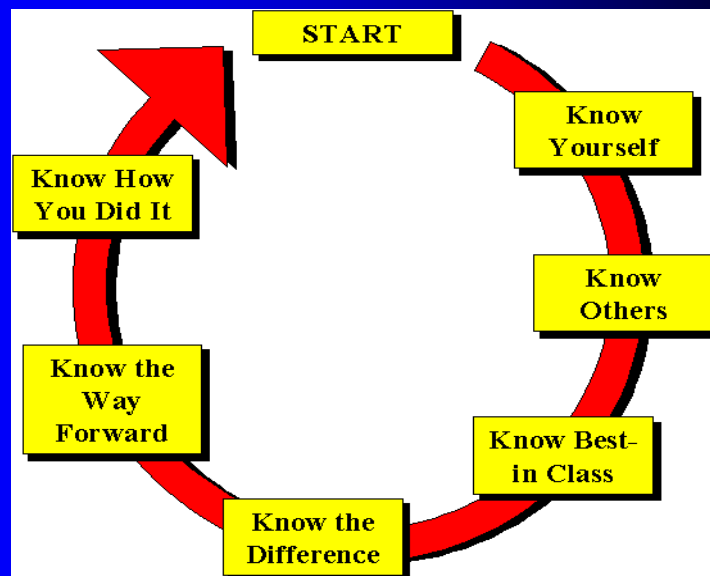 START
Know
Yourself
Know
Others
Know Best-
in Class
Know the
Difference
Know the
Way
Forward
Know How
You Did It